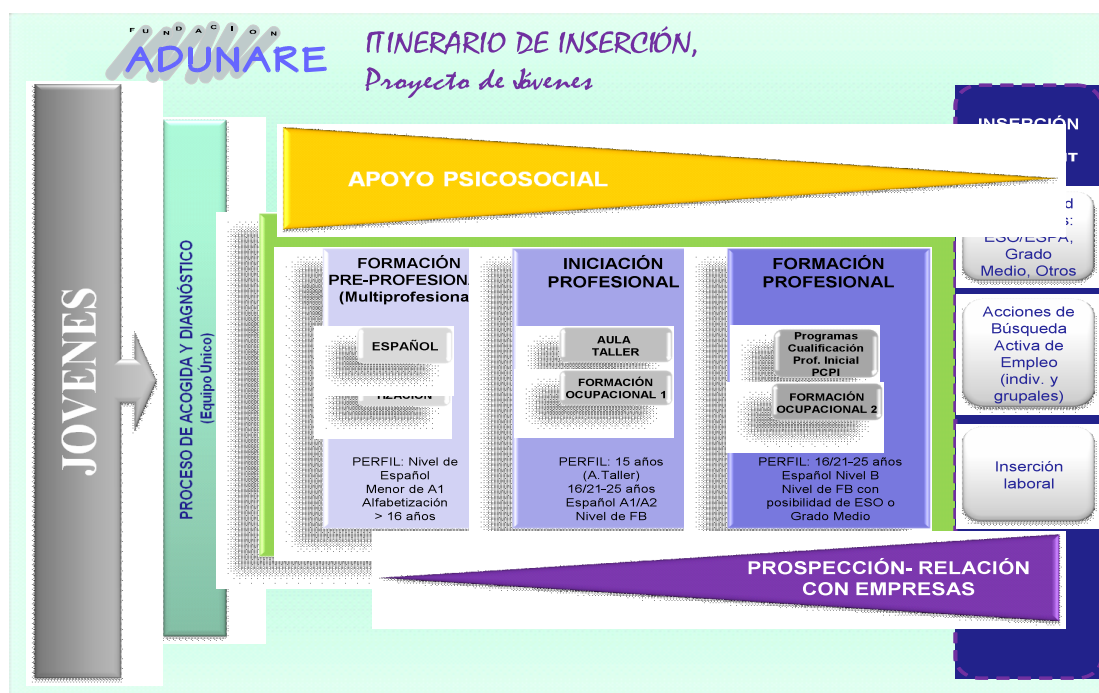 FUNDACION
ADUNARE
ITINERARIO DE INSERCIÓN,
Proyecto de Jóvenes
JOVENES
PROCESO DE ACOGIDA Y DIAGNÓSTICO
(Equipo Único)
APOYO PSICOSOCIAL
FORMACIÓN
PRE-PROFESIONA
(Multiprofesiona
ESPAÑOL
PERFIL: Nivel de
Español
Menor de A1
Alfabetización
> 16 años
INICIACIÓN
PROFESIONAL
AULA
TALLER
FORMACIÓN
OCUPACIONAL 1
PERFIL: 15 años
(A.Taller)
16/21-25 años
Español A1/A2
Nivel de FB
FORMACIÓN
PROFESIONAL
Programas
Cualificación
Prof. Inicial
PCPI
FORMACIÓN
OCUPACIONAL 2
PERFIL: 16/21-25 años
Español Nivel B
Nivel de FB con
posibilidad de ESO o
Grado Medio
INSERCIÓN
ESO/ESPA,
Grado
Medio, Otros
Acciones de
Búsqueda
Activa de
Empleo
(indiv. y
grupales)
Inserción
laboral
PROSPECCIÓN- RELACIÓN
CON EMPRESAS